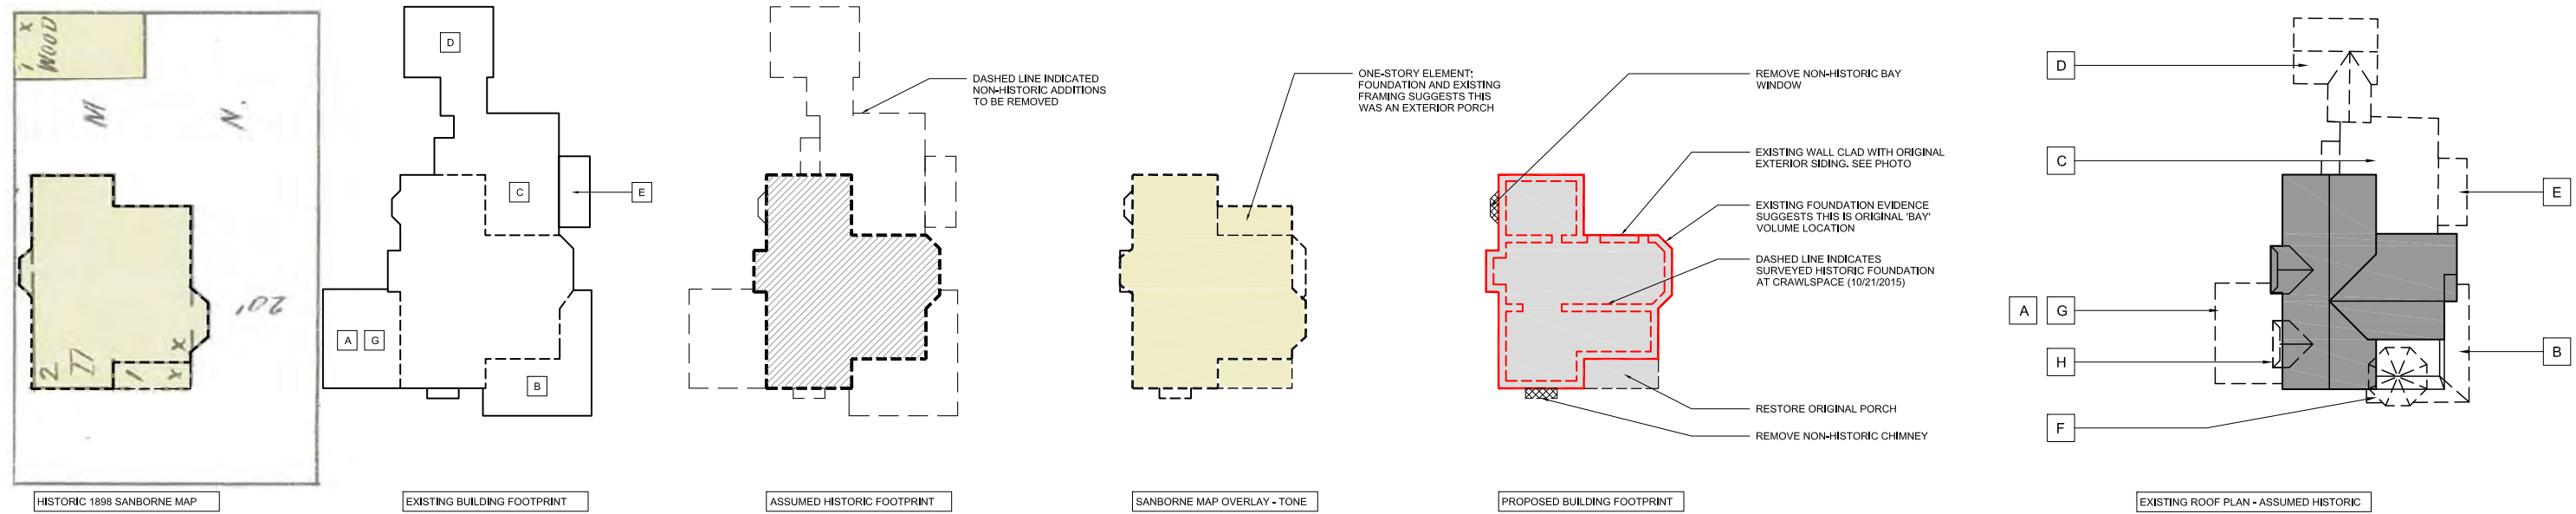 X
1
WOOD
N
N.
20'
2
77
1
X
X
X
HISTORIC 1898 SANBORNE MAP
D
C
E
A
G
B
EXISTING BUILDING FOOTPRINT
DASHED LINE INDICATED
NON-HISTORIC ADDITIONS
TO BE REMOVED
ASSUMED HISTORIC FOOTPRINT
ONE-STORY ELEMENT;
FOUNDATION AND EXISTING
FRAMING SUGGESTS THIS
WAS AN EXTERIOR PORCH
SANBORNE MAP OVERLAY - TONE
REMOVE NON-HISTORIC BAY
WINDOW
EXISTING WALL CLAD WITH ORIGINAL
EXTERIOR SIDING. SEE PHOTO
EXISTING FOUNDATION EVIDENCE
SUGGESTS THIS IS ORIGINAL 'BAY'
VOLUME LOCATION
DASHED LINE INDICATES
SURVEYED HISTORIC FOUNDATION
AT CRAWLSPACE (10/21/2015)
RESTORE ORIGINAL PORCH
REMOVE NON-HISTORIC CHIMNEY
PROPOSED BUILDING FOOTPRINT
D
C
E
A
G
H
B
F
EXISTING ROOF PLAN - ASSUMED HISTORIC